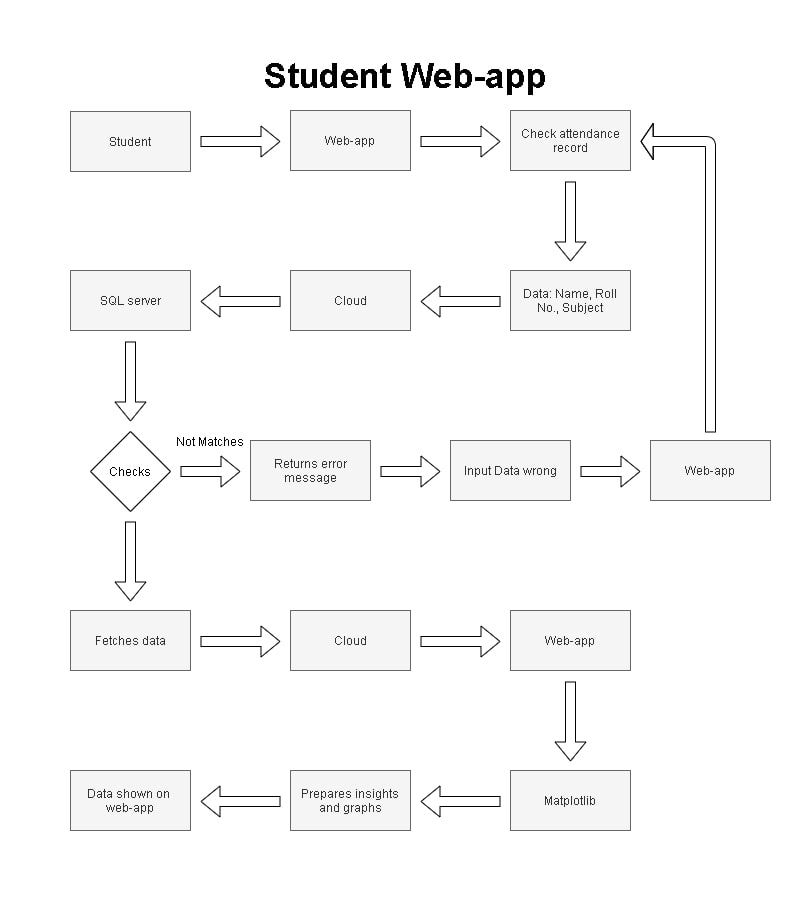 Student Web-app
Student
Web-app
Check attendance
record
SQL server
Cloud
Data: Name, Roll
No., Subject
Checks
Not Matches
Returns error
message
Input Data wrong
Web-app
Fetches data
Cloud
Web-app
Data shown on
web-app
Prepares insights
and graphs
Matplotlib